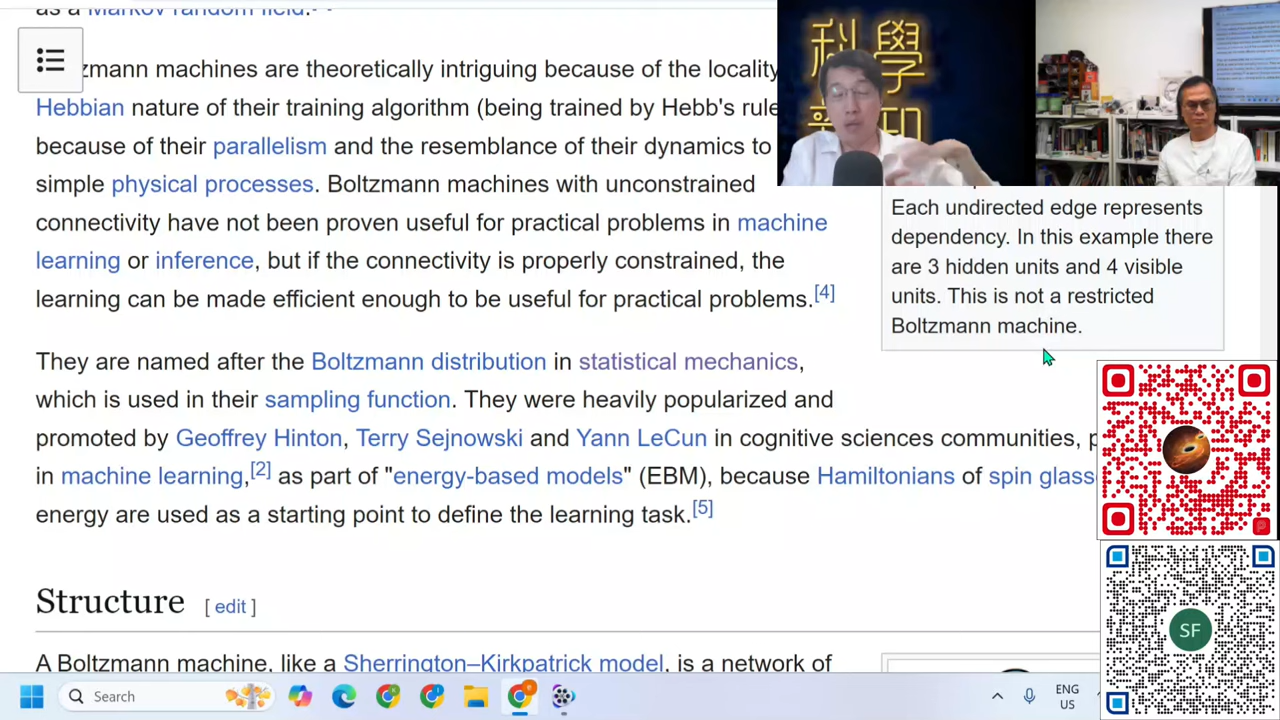 as a Markov random field.
zmann machines are theoretically intriguing because of the locality
Hebbian nature of their training algorithm (being trained by Hebb's rule
because of their parallelism and the resemblance of their dynamics to
simple physical processes. Boltzmann machines with unconstrained
connectivity have not been proven useful for practical problems in machine
learning or inference, but if the connectivity is properly constrained, the
learning can be made efficient enough to be useful for practical problems.[4]
They are named after the Boltzmann distribution in statistical mechanics,
which is used in their sampling function. They were heavily popularized and
promoted by Geoffrey Hinton, Terry Sejnowski and Yann LeCun in cognitive sciences communities, p
in machine learning,[2] as part of "energy-based models" (EBM), because Hamiltonians of spin glass
energy are used as a starting point to define the learning task.[5]
Structure [ edit ]
A Boltzmann machine, like a Sherrington–Kirkpatrick model, is a network of
科學
新知
Each undirected edge represents
dependency. In this example there
are 3 hidden units and 4 visible
units. This is not a restricted
Boltzmann machine.
SF
Search
ENG
US